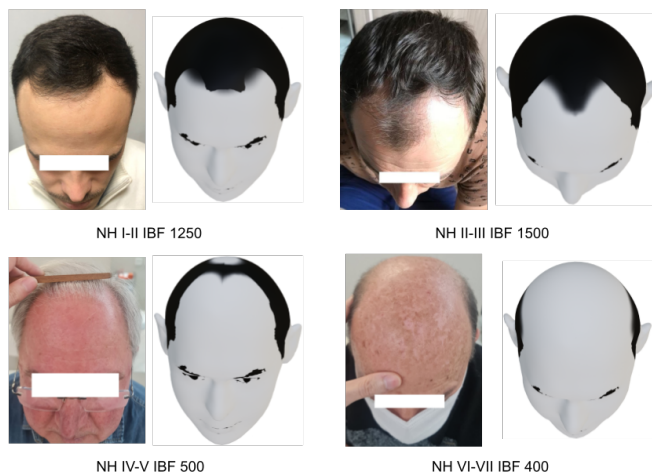 NH I-II IBF 1250
NH II-III IBF 1500
NH IV-V IBF 500
NH VI-VII IBF 400